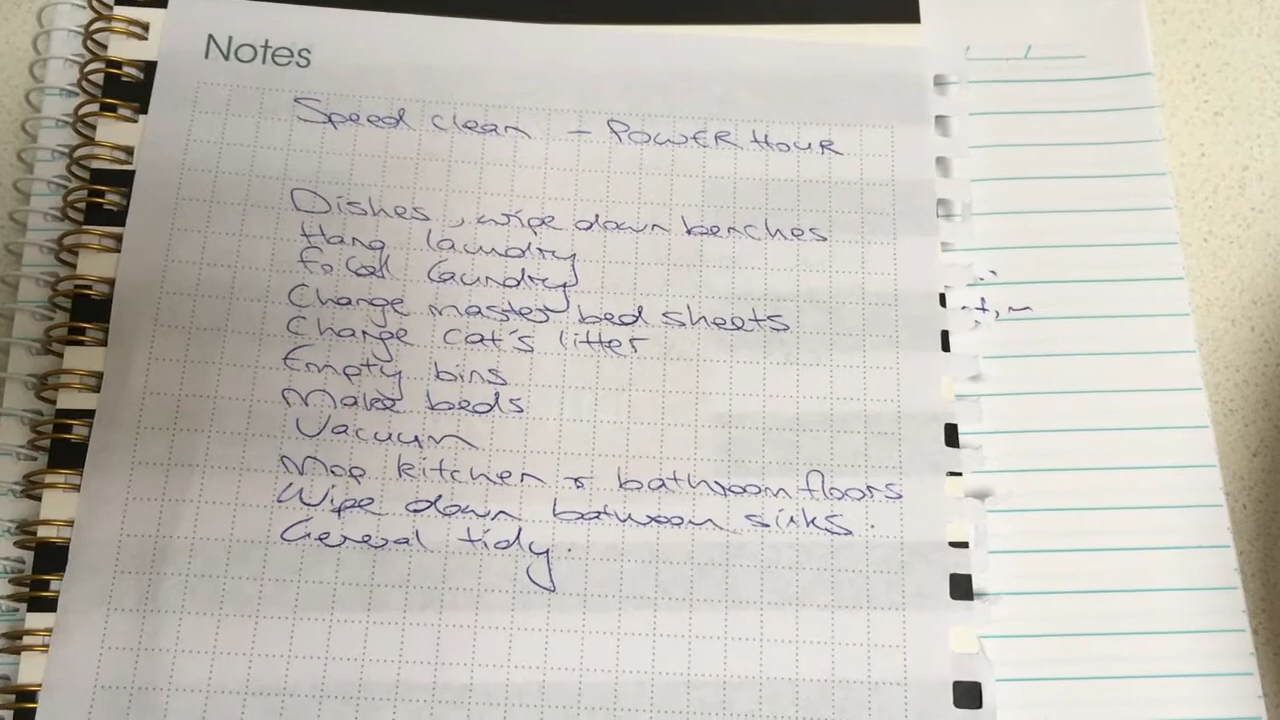 Notes
Speed clean - POWER HOUR
Dishes, wipe down benches
Hang laundry
Fold laundry
Change master bed sheets
Change cat's litter
Empty bins
Make beds
Vacuum
Mop kitchen & bathroom floors
Wipe down bathroom sinks.
General tidy.